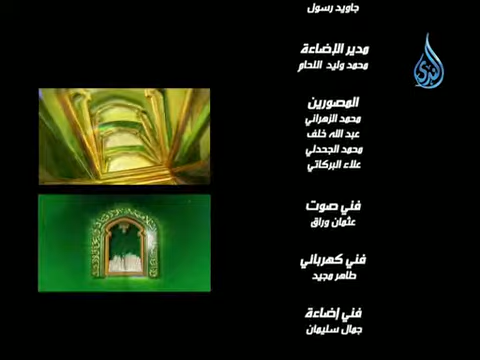 جاويد رسول
مدير الإضاءة
محمد وليد اللحام
المصورين
محمد الزهراني
عبد الله خلف
محمد الجحدلي
علاء البركاتي
فني صوت
عثمان وراق
فني كهربائي
طاهر مجيد
فني إضاءة
جمال سليمان
الندى